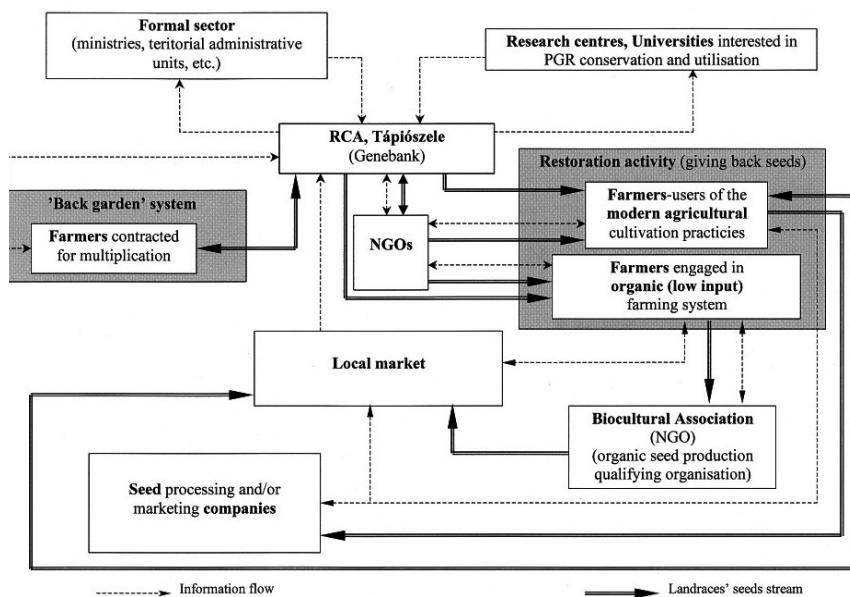 Formal sector
(ministries, teritorial administrative
units, etc.)
Research centres, Universities interested in
PGR conservation and utilisation
RCA, Tápiószele
(Genebank)
Restoration activity (giving back seeds)
'Back garden' system
Farmers contracted
for multiplication
NGOs
Farmers-users of the
modern agricultural
cultivation practicies
Farmers engaged in
organic (low input)
farming system
Local market
Biocultural Association
(NGO)
(organic seed production
qualifying organisation)
Seed processing and/or
marketing companies
Information flow
Landraces' seeds stream